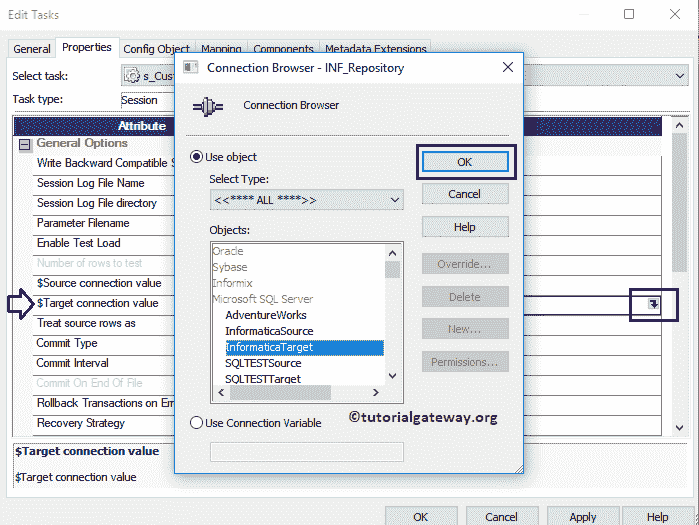 Edit Tasks
General Properties Config Object Mapping Components Metadata Extensions
Select task: s_Cust
Task type: Session
Attribute
General Options
Write Backward Compatible S
Session Log File Name
Session Log File directory
Parameter Filename
Enable Test Load
Number of rows to test
$Source connection value
$Target connection value
Treat source rows as
Commit Type
Commit Interval
Commit On End Of File
Rollback Transactions on Err
Recovery Strategy
$Target connection value
$Target connection value
OK Cancel Apply Help
Connection Browser - INF_Repository
Connection Browser
Use object
Select Type:
<<**** ALL ****>>
Objects:
Oracle
Sybase
Informix
Microsoft SQL Server
AdventureWorks
InformaticaSource
InformaticaTarget
SQLTESTSource
SQLTESTTarget
Use Connection Variable
OK
Cancel
Help
Override...
Delete
New...
Permissions...
©tutorialgateway.org